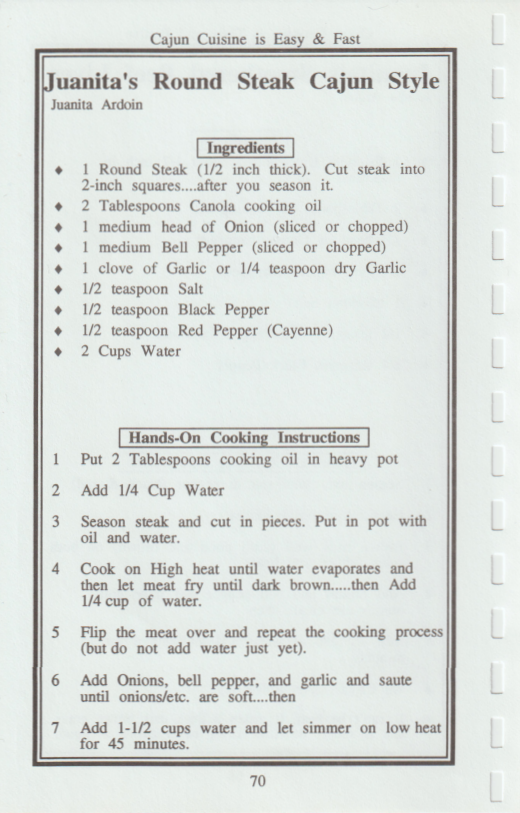 Cajun Cuisine is Easy & Fast
Juanita's Round Steak Cajun Style
Juanita Ardoin
Ingredients
♦ 1 Round Steak (1/2 inch thick). Cut steak into
2-inch squares....after you season it.
♦ 2 Tablespoons Canola cooking oil
♦ 1 medium head of Onion (sliced or chopped)
♦ 1 medium Bell Pepper (sliced or chopped)
♦ 1 clove of Garlic or 1/4 teaspoon dry Garlic
♦ 1/2 teaspoon Salt
♦ 1/2 teaspoon Black Pepper
♦ 1/2 teaspoon Red Pepper (Cayenne)
♦ 2 Cups Water
Hands-On Cooking Instructions
1 Put 2 Tablespoons cooking oil in heavy pot
2 Add 1/4 Cup Water
3 Season steak and cut in pieces. Put in pot with
oil and water.
4 Cook on High heat until water evaporates and
then let meat fry until dark brown.....then Add
1/4 cup of water.
5 Flip the meat over and repeat the cooking process
(but do not add water just yet).
6 Add Onions, bell pepper, and garlic and saute
until onions/etc. are soft....then
7 Add 1-1/2 cups water and let simmer on low heat
for 45 minutes.
70